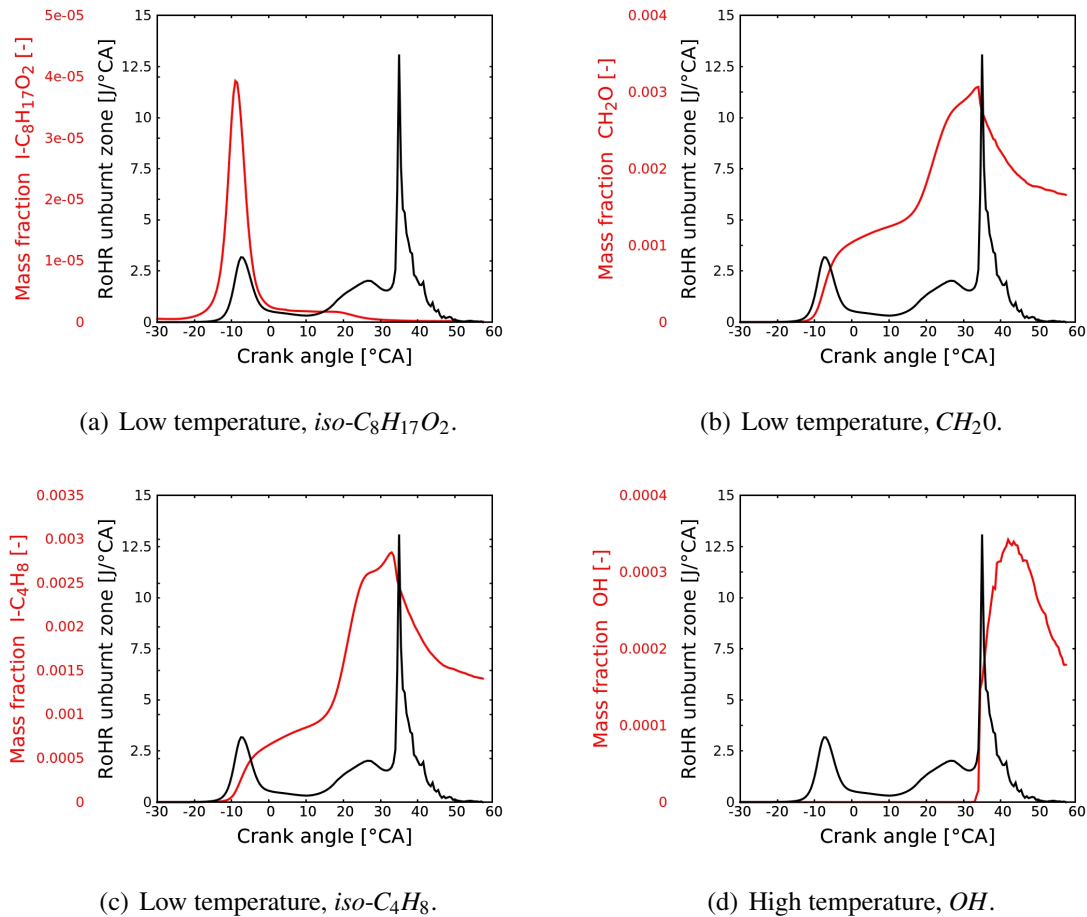 5e-05
4e-05
3e-05
2e-05
1e-05
0
Mass fraction I-C₈H₁₇O₂ [-]
15
12.5
10
7.5
5
2.5
0
RoHR unburnt zone [J/°CA]
-30 -20 -10 0 10 20 30 40 50 60
Crank angle [°CA]
(a) Low temperature, iso-C₈H₁₇O₂.
0.004
0.003
0.002
0.001
0
Mass fraction CH₂O [-]
15
12.5
10
7.5
5
2.5
0
RoHR unburnt zone [J/°CA]
-30 -20 -10 0 10 20 30 40 50 60
Crank angle [°CA]
(b) Low temperature, CH₂0.
0.0035
0.003
0.0025
0.002
0.0015
0.001
0.0005
0
Mass fraction I-C₄H₈ [-]
15
12.5
10
7.5
5
2.5
0
RoHR unburnt zone [J/°CA]
-30 -20 -10 0 10 20 30 40 50 60
Crank angle [°CA]
(c) Low temperature, iso-C₄H₈.
0.0004
0.0003
0.0002
0.0001
0
Mass fraction OH [-]
15
12.5
10
7.5
5
2.5
0
RoHR unburnt zone [J/°CA]
-30 -20 -10 0 10 20 30 40 50 60
Crank angle [°CA]
(d) High temperature, OH.